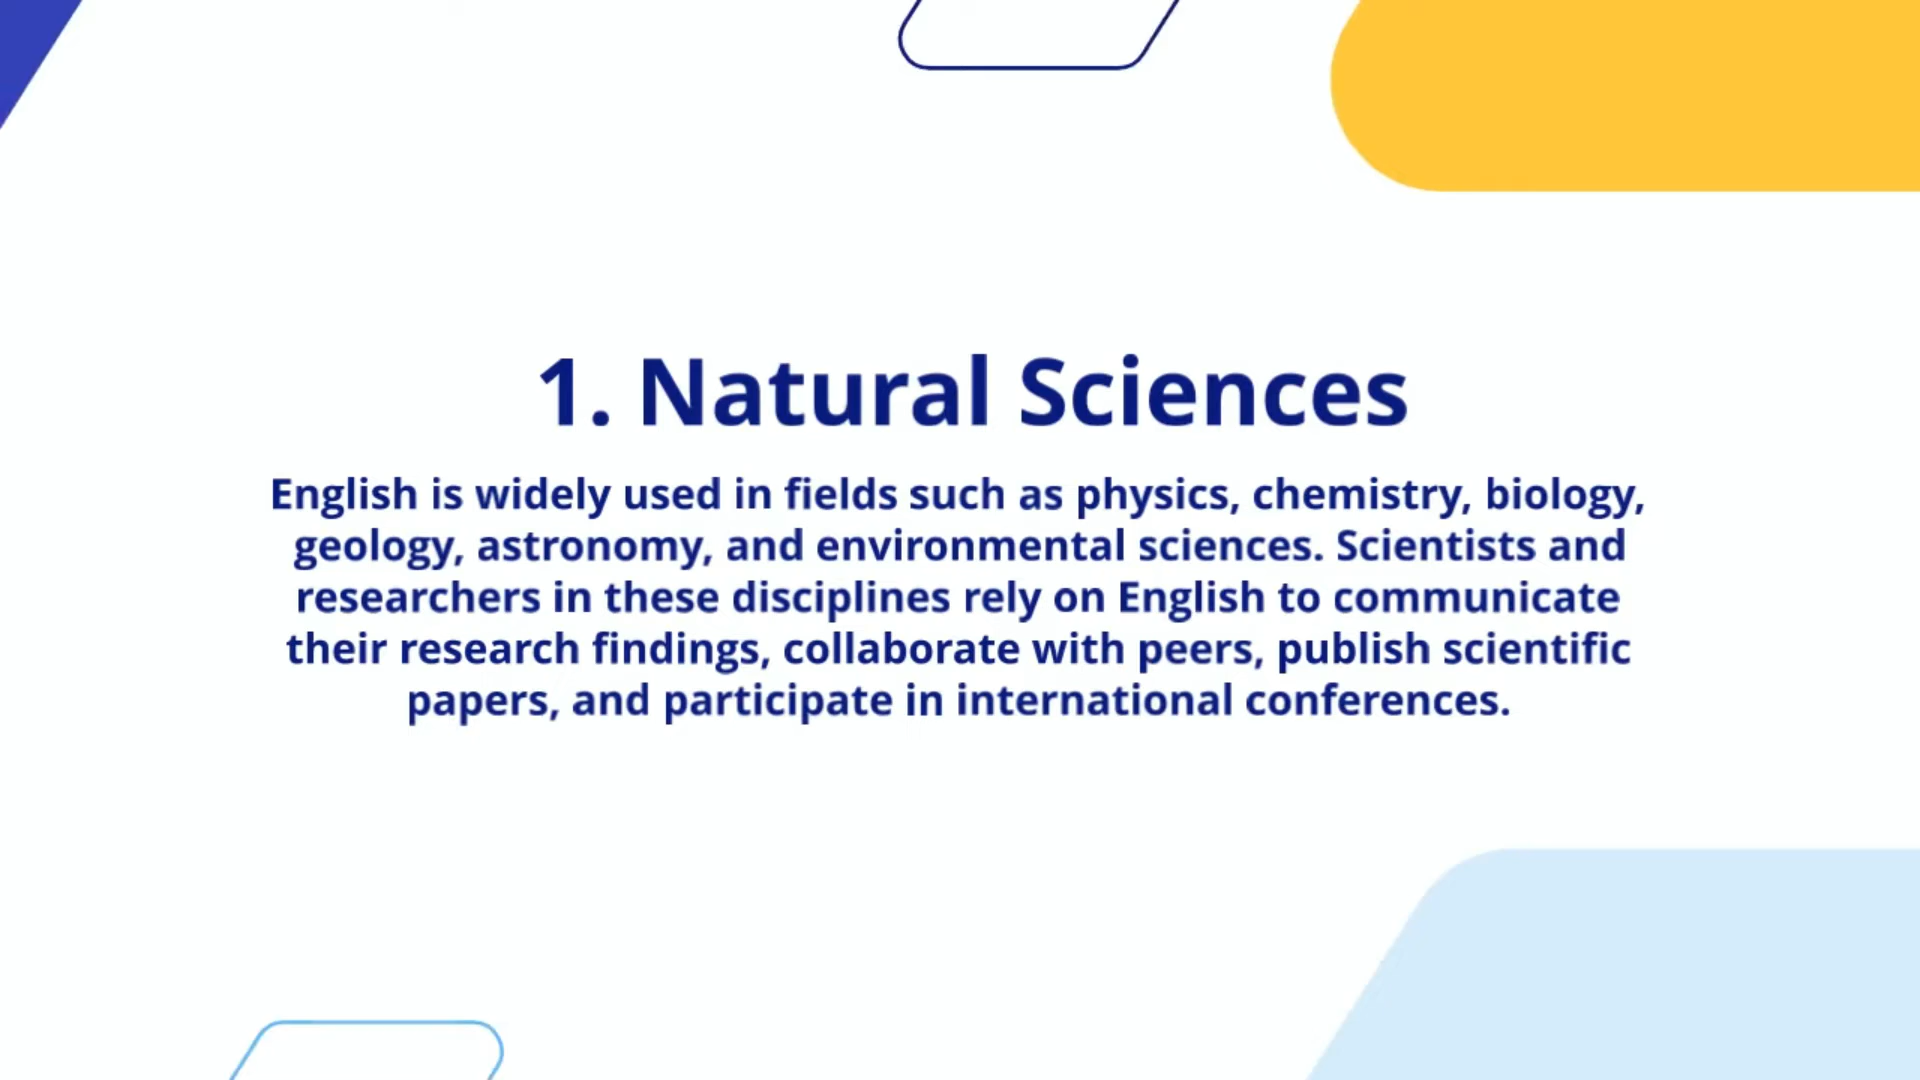 1. Natural Sciences
English is widely used in fields such as physics, chemistry, biology,
geology, astronomy, and environmental sciences. Scientists and
researchers in these disciplines rely on English to communicate
their research findings, collaborate with peers, publish scientific
papers, and participate in international conferences.